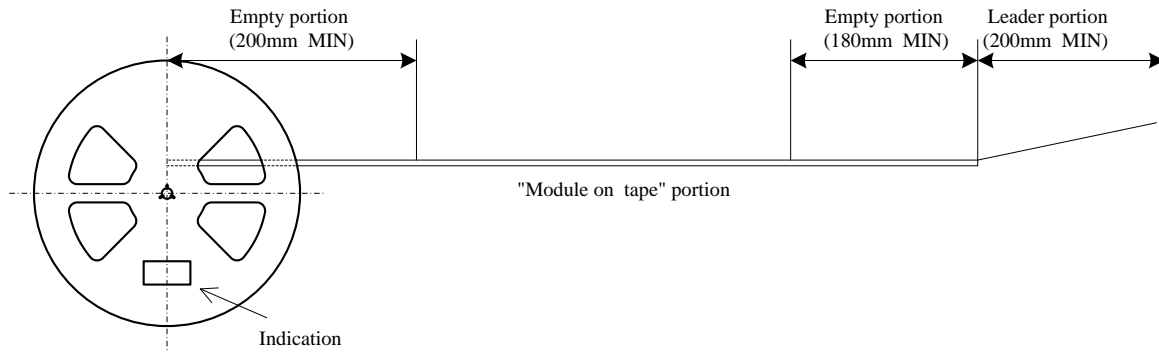 Empty portion
(200mm MIN)
Empty portion
(180mm MIN)
Leader portion
(200mm MIN)
"Module on tape" portion
Indication